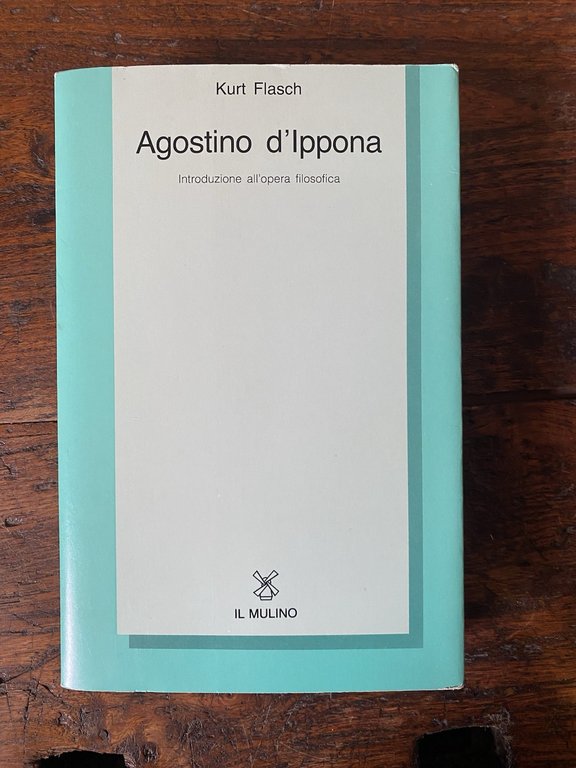 Kurt Flasch
Agostino d'Ippona
Introduzione all'opera filosofica
IL MULINO